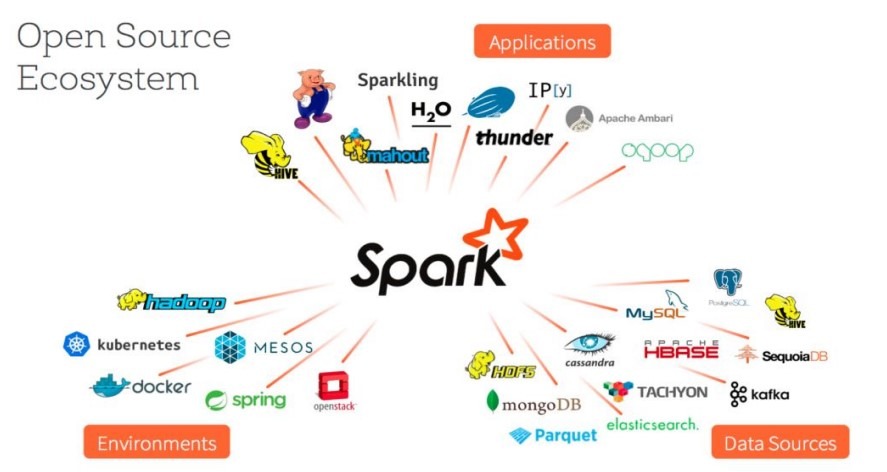 Open Source
Ecosystem
Applications
Sparkling
H2O
IP[y]
thunder
Apache Ambari
mahout
HIVE
sqoop
Spark
hadoop
kubernetes
MESOS
docker
spring
openstack
Environments
PostgreSQL
MySQL
HIVE
cassandra
APACHE
HBASE
SequoiaDB
HDFS
TACHYON
kafka
mongoDB
elasticsearch.
Parquet
Data Sources